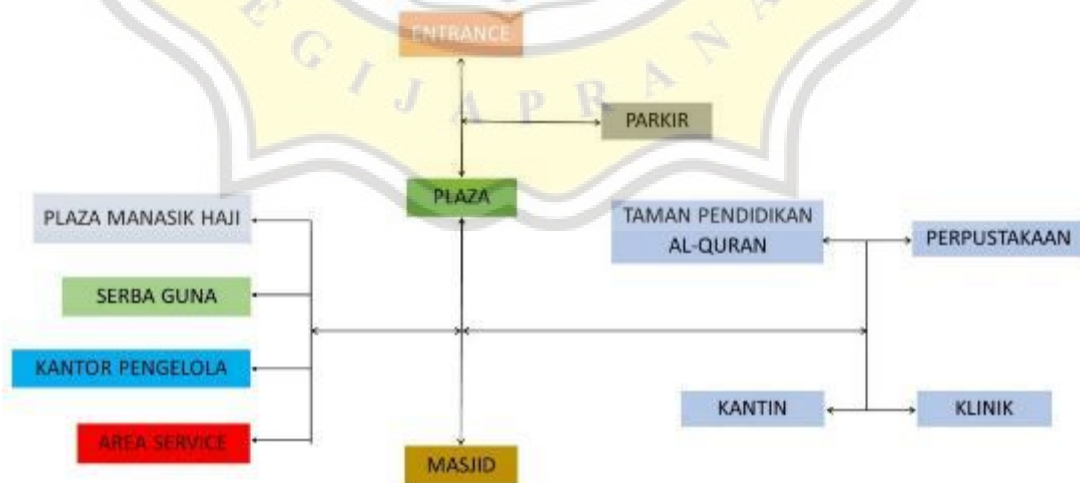 ENTRANCE
EGIJAPRANA
PARKIR
PLAZA
PLAZA MANASIK HAJI
TAMAN PENDIDIKAN
AL-QURAN
PERPUSTAKAAN
SERBA GUNA
KANTOR PENGELOLA
KANTIN
KLINIK
AREA SERVICE
MASJID